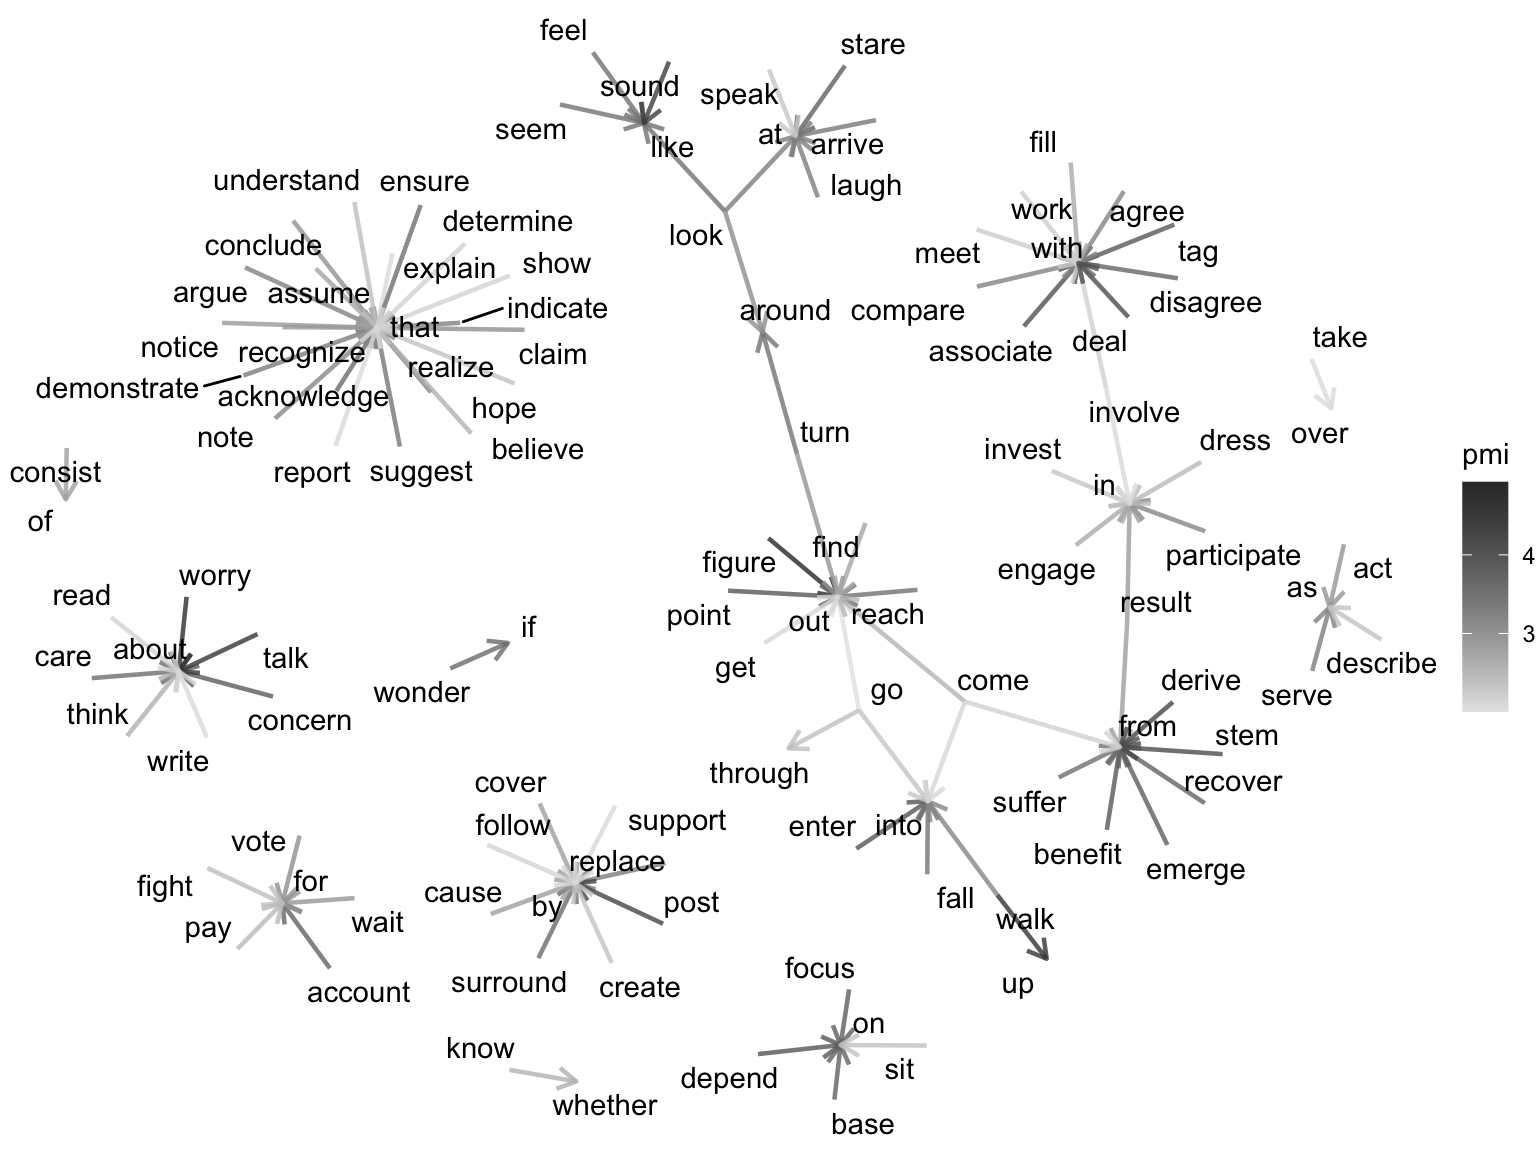 feel
stare
sound
speak
seem
at
arrive
like
fill
laugh
understand
ensure
work
agree
determine
look
conclude
with
meet
tag
explain
show
argue
assume
indicate
around
compare
disagree
that
take
notice
recognize
realize
claim
associate
deal
demonstrate
acknowledge
hope
involve
note
turn
over
believe
invest
dress
pmi
report
suggest
consist
in
of
figure
find
participate
4
engage
act
worry
as
read
point
out
reach
result
if
3
care
about
talk
get
describe
wonder
go
come
derive
serve
think
concern
from
stem
write
through
cover
recover
suffer
follow
support
enter
into
vote
replace
benefit
emerge
for
fight
cause
by
post
fall
pay
wait
walk
focus
surround
create
up
account
on
know
sit
depend
whether
base